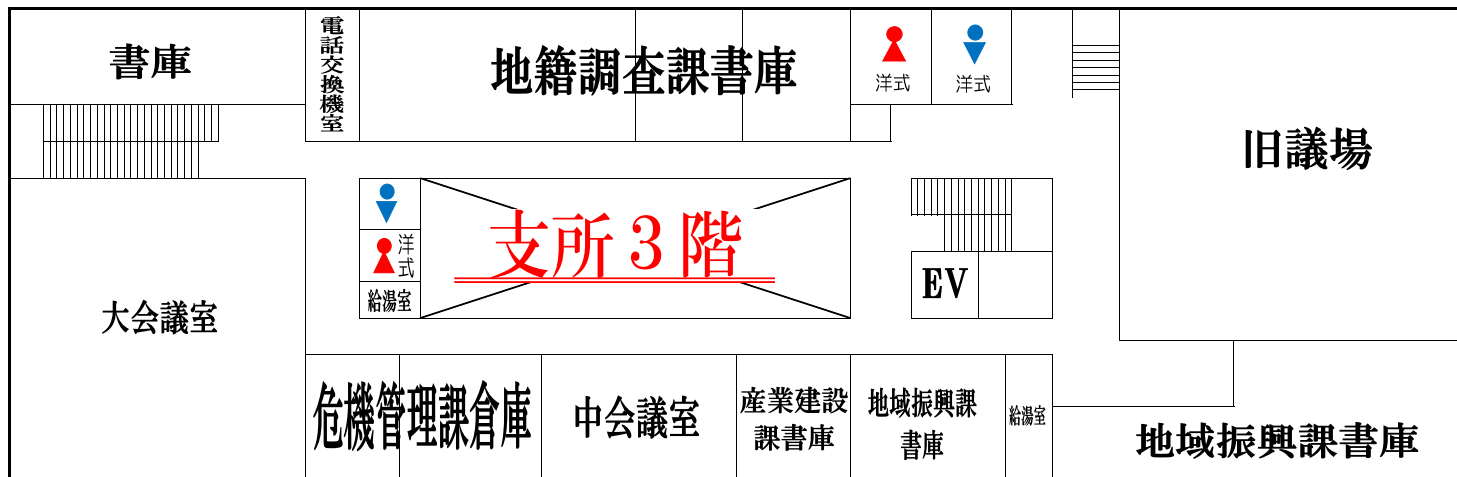 書庫
電話交換機室
地籍調査課書庫
洋式
洋式
旧議場
洋式
給湯室
支所3階
EV
大会議室
危機管理課倉庫
中会議室
産業建設
課書庫
地域振興課
書庫
給湯室
地域振興課書庫